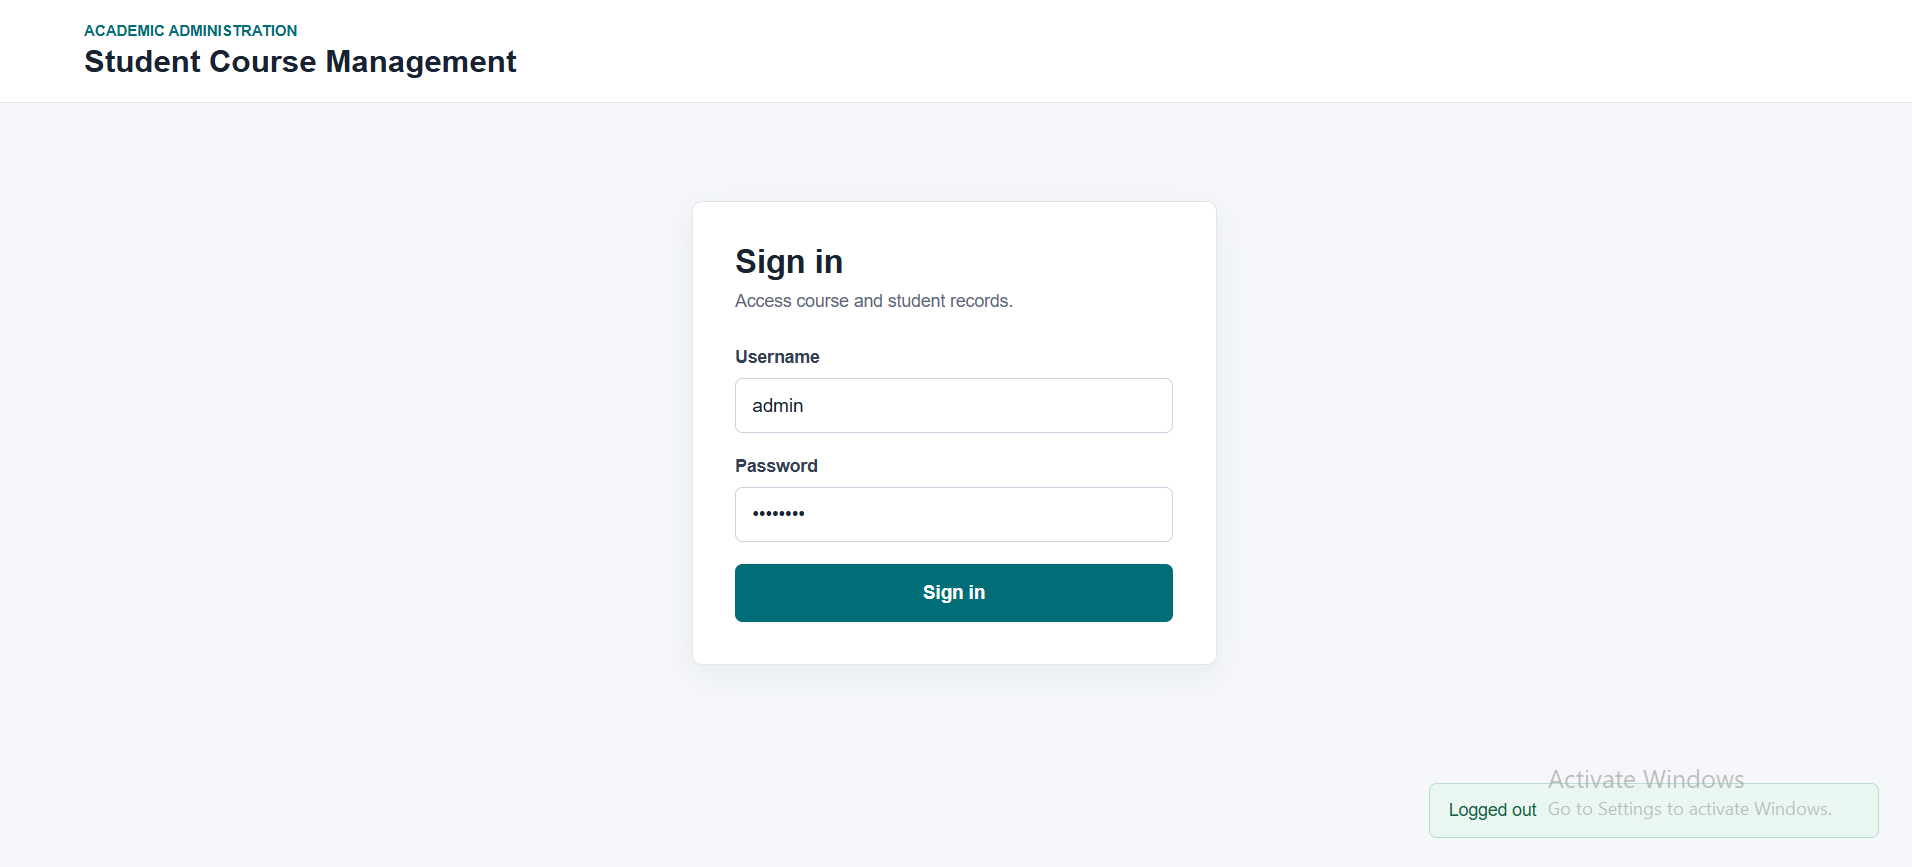 ACADEMIC ADMINISTRATION
Student Course Management
Sign in
Access course and student records.
Username
admin
Password
••••••••
Sign in
Activate Windows
Logged out
Go to Settings to activate Windows.